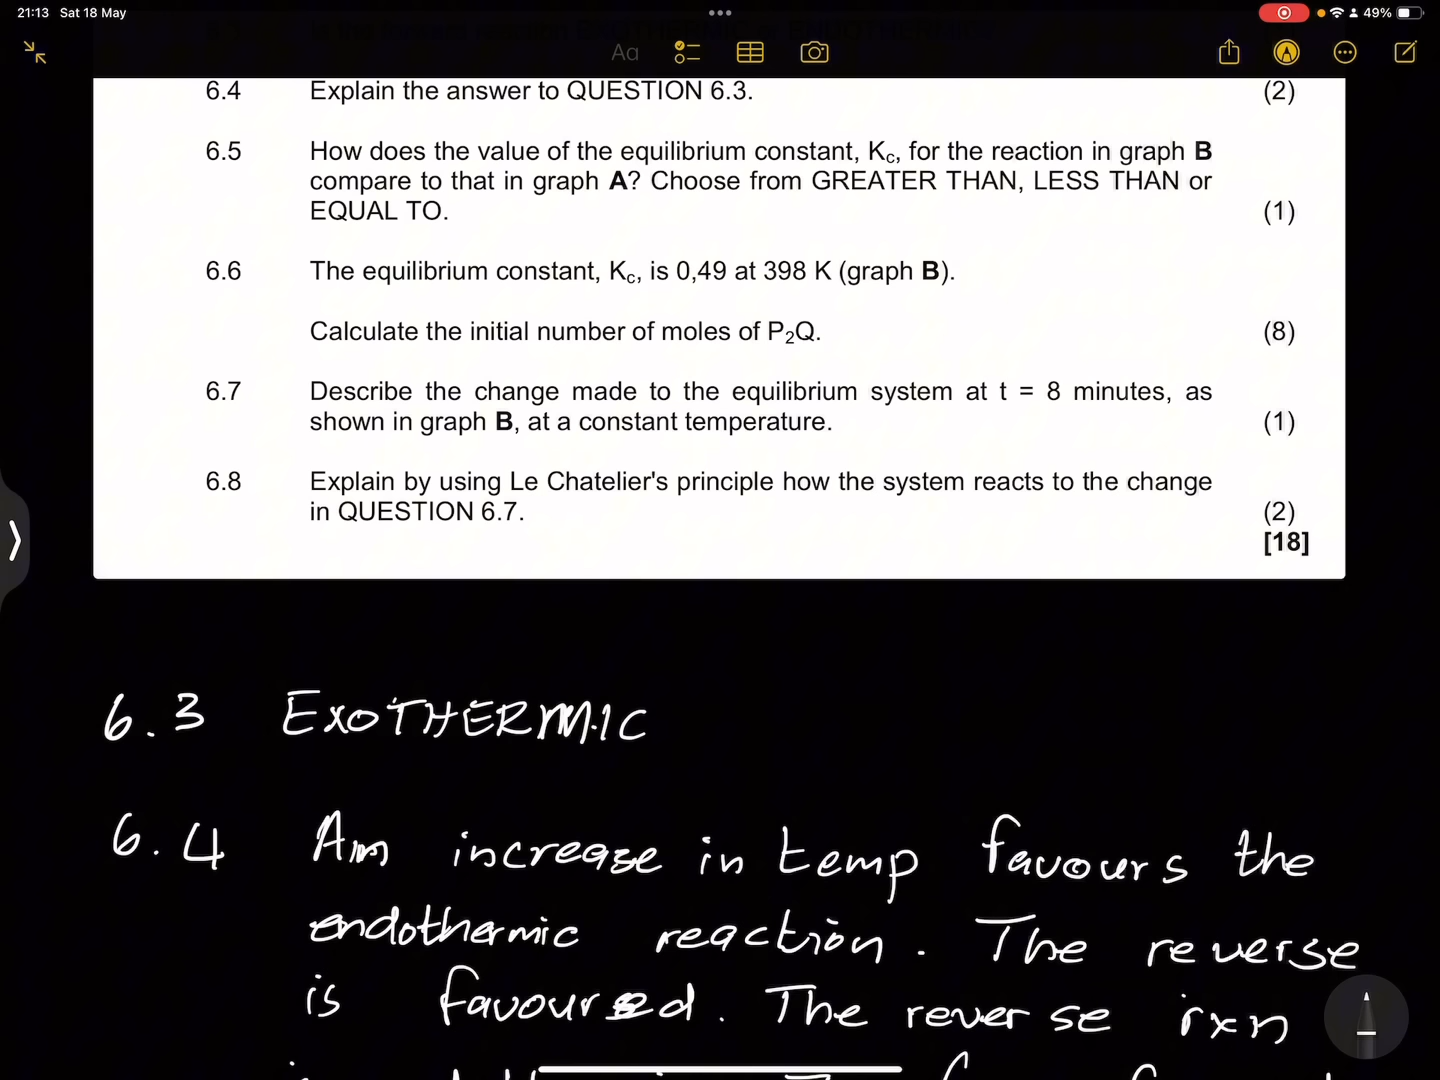 21:13 Sat 18 May
49%
Aa
6.4 Explain the answer to QUESTION 6.3. (2)
6.5 How does the value of the equilibrium constant, Kc, for the reaction in graph B
compare to that in graph A? Choose from GREATER THAN, LESS THAN or
EQUAL TO. (1)
6.6 The equilibrium constant, Kc, is 0,49 at 398 K (graph B).
Calculate the initial number of moles of P₂Q. (8)
6.7 Describe the change made to the equilibrium system at t = 8 minutes, as
shown in graph B, at a constant temperature. (1)
6.8 Explain by using Le Chatelier's principle how the system reacts to the change
in QUESTION 6.7. (2)
[18]
6.3 EXOTHERMIC
6.4 An increase in temp favours the
endothermic reaction. The reverse
is favoured. The reverse rxn